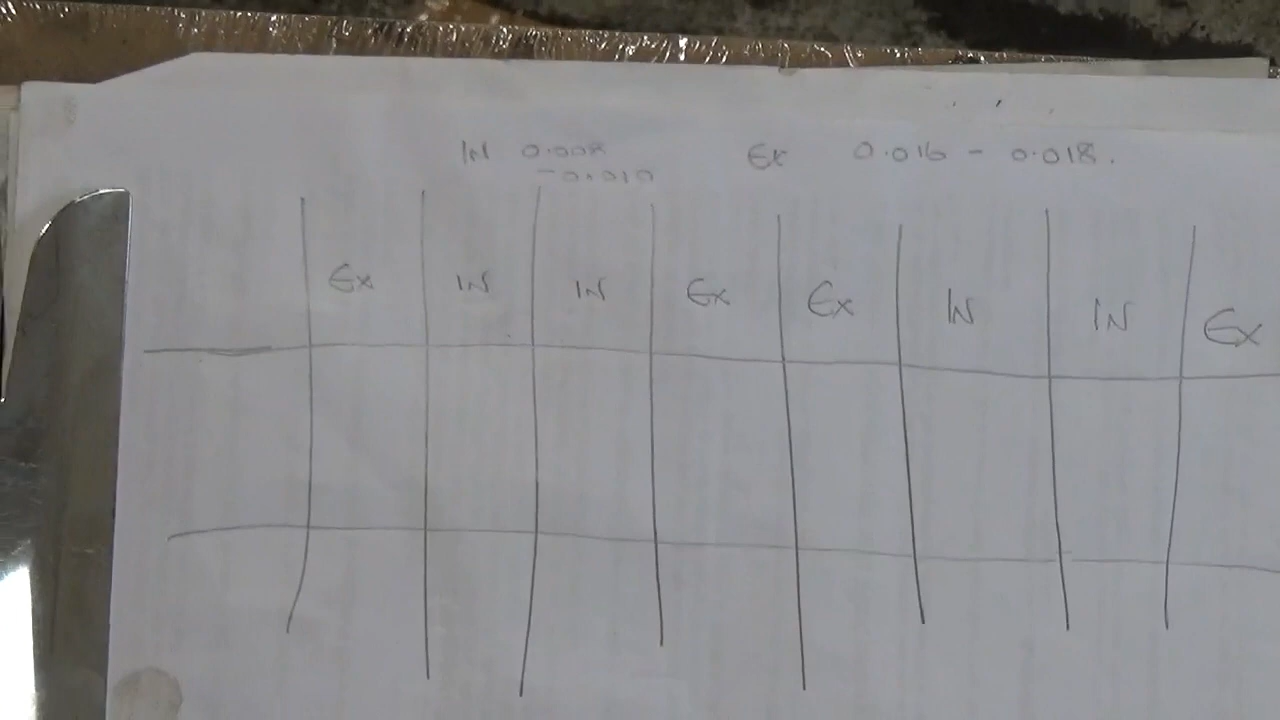 IN 0.008 Ex 0.016 - 0.018.
- 0.010
Ex IN IN Ex Ex IN IN Ex